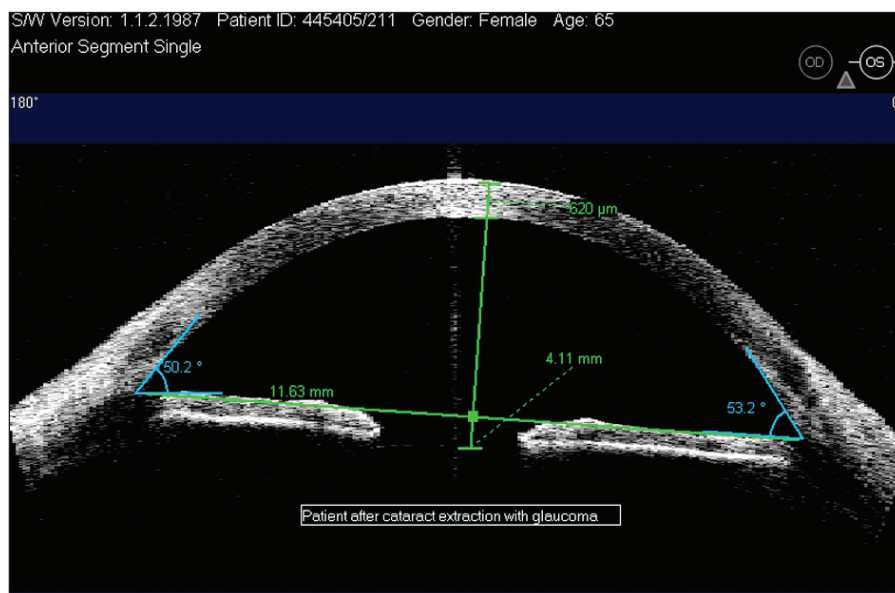 S/W Version: 1.1.2.1987 Patient ID: 445405/211 Gender: Female Age: 65
Anterior Segment Single
OD OS
180°
620 µm
4.11 mm
50.2 °
11.63 mm
53.2 °
Patient after cataract extraction with glaucoma